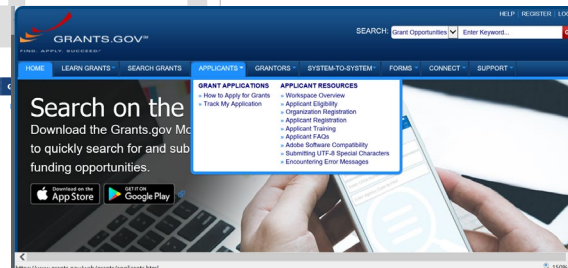 HELP | REGISTER |
GRANTS.GOV℠
FIND. APPLY. SUCCEED.℠
SEARCH: Grant Opportunities Enter Keyword...
HOME LEARN GRANTS SEARCH GRANTS APPLICANTS GRANTORS SYSTEM-TO-SYSTEM FORMS CONNECT SUPPORT
GRANT APPLICATIONS
» How to Apply for Grants
» Track My Application
APPLICANT RESOURCES
» Workspace Overview
» Applicant Eligibility
» Organization Registration
» Applicant Registration
» Applicant Training
» Applicant FAQs
» Adobe Software Compatibility
» Submitting UTF-8 Special Characters
» Encountering Error Messages
Search on the
Download the Grants.gov Mo
to quickly search for and sub
funding opportunities.
Download on the
App Store
GET IT ON
Google Play
150%